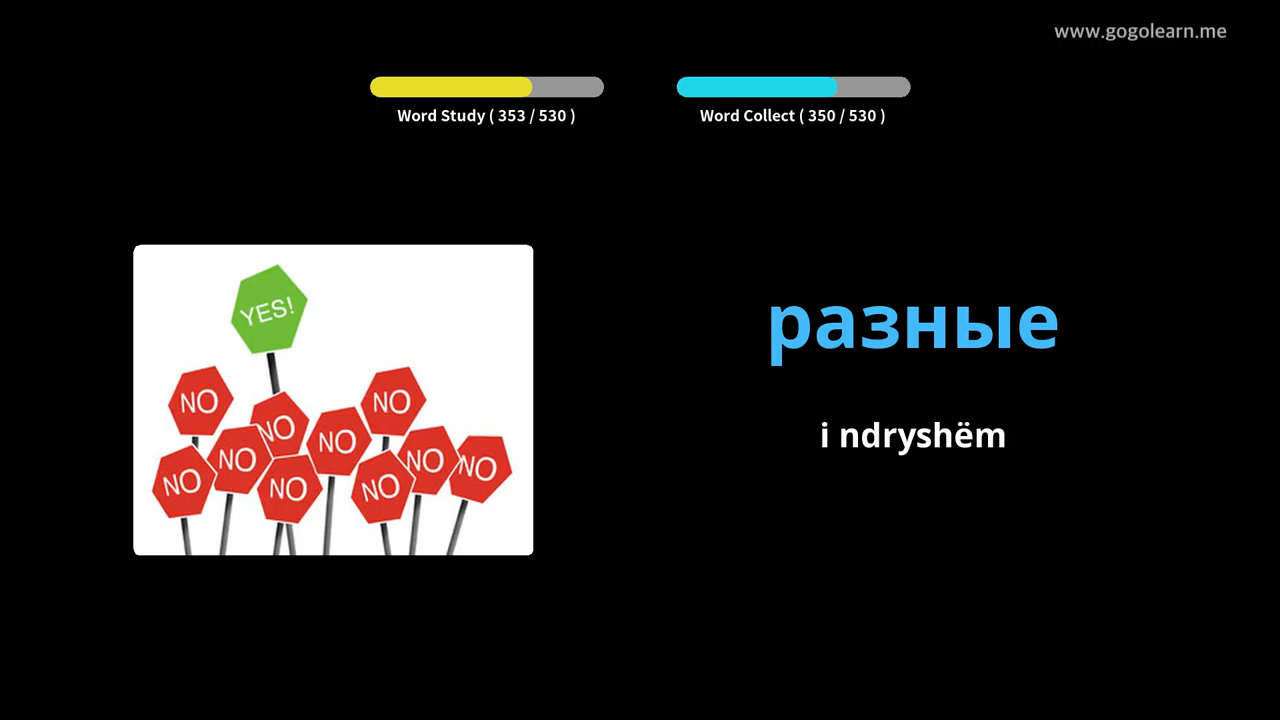 www.gogolearn.me
Word Study ( 353 / 530 )
Word Collect ( 350 / 530 )
YES!
NO
NO
NO
NO
NO
NO
NO
NO
NO
NO
разные
i ndryshëm